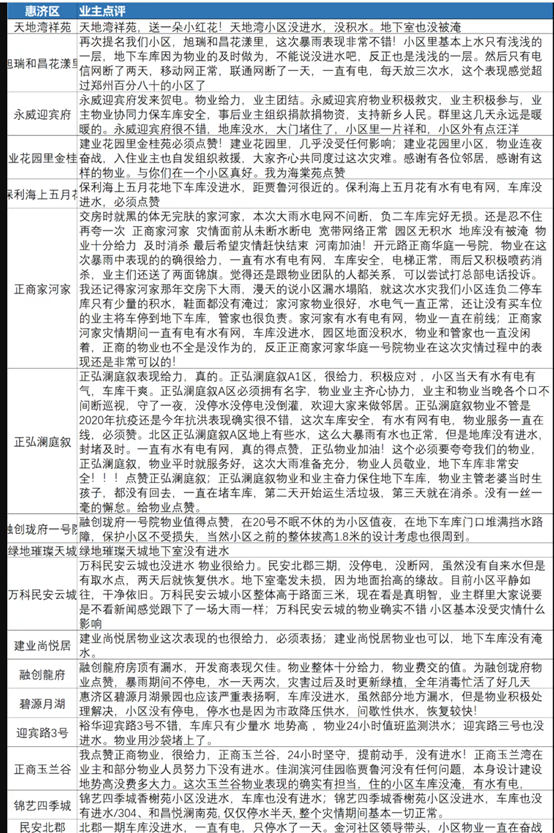 惠济区 业主点评
天地湾祥苑 天地湾祥苑，送一朵小红花！天地湾小区没进水，没积水。地下室也没被淹
旭瑞和昌花漾里 再次提名我们小区，旭瑞和昌花漾里，这次暴雨表现非常不错！小区里基本上水只有浅浅的
一层，地下车库因为物业的及时做为，不能说没进水吧，反正也是浅浅的一层。然后只有电
信网断了两天，移动网正常，联通网断了一天，一直有电，每天放三次水，这个表现感觉超
过郑州百分八十的小区了
永威迎宾府 永威迎宾府发来贺电。物业给力，业主团结。永威迎宾府物业积极救灾，业主积极参与，业
主物业协同力保车库安全，事后业主组织捐款捐物资，支持新乡人民。群里这几天永远是暖
暖的。永威迎宾府很不错，地库没水，大门堵住了，小区里一片祥和，小区外有点汪洋
业花园里金桂 建业花园里金桂苑必须点赞！建业花园里，几乎没受任何影响；建业花园里小区，物业连夜
奋战，入住业主也自发组织救援，大家齐心共同度过这次灾难。感谢有各位邻居，感谢有这
样的物业。与你们在一个小区真好。我为海棠苑点赞
保利海上五月花 保利海上五月花地下车库没进水，距贾鲁河很近的。保利海上五月花有水有电有网，车库没
进水，必须点赞
正商家河家 交房时就黑的体无完肤的家河家，本次大雨水电网不间断，负二车库完好无损。还是忍不住
再夸一次 正商家河家 灾情面前从未断水断电 宽带网络正常 园区无积水 地库没有被淹 物
业十分给力 及时消杀 最后希望灾情赶快结束 河南加油！开元路正商华庭一号院，物业在这
次暴雨中表现的的确很给力，一直有水有电有网，车库安全，电梯正常，雨后又积极喷药消
杀，业主们还送了两面锦旗。觉得还是跟物业团队的人都关系，可以尝试打总部电话投诉。
我还记得家河家那年交房下大雨，漫天的说小区漏水塌陷，就这次水灾我们小区连负二停车
库只有少量的积水，鞋面都没有淹过；家河家物业很好，水电气一直正常，还让没有买车位
的业主将车停到地下车库，管家也很负责。家河家有水有电有网，物业一直在前线；正商家
河家灾情期间一直有电有水有网，车库没进水，园区地面没积水，物业和管家也一直没闲
着，正商的物业也不全是没作为的，反正正商家河家华庭一号院物业在这次灾情过程中的表
现还是非常可以的！
正弘澜庭叙 正弘澜庭叙表现给力，真的。正弘澜庭叙A1区，很给力，积极应对 ，小区当天有水有电有
气，车库干爽。正弘澜庭叙A区必须拥有名字，物业业主齐心协力，业主和物业当晚各个口不
间断巡视，守了一夜，没停水没停电没倒灌，欢迎大家来做邻居。正弘澜庭叙物业不管是
2020年抗疫还是今年抗洪表现确实很不错，这次车库安全，有水有网有电，物业服务一直在
线，必须赞。北区正弘澜庭叙A区地上有些水，这么大暴雨有水也正常，但是地库没有进水，
封堵及时。一直有水有电有网，真的得点赞，正弘物业加油！这个必须要夸夸我们的物业，
正弘澜庭叙，物业平时就服务好，这次大雨准备充分，物业人员敬业，地下车库非常安
全！！！点赞正弘澜庭叙；正弘澜庭叙物业和业主奋力保住地下车库，物业主管老婆当时生
孩子，都没有回去，一直在堵车库，第二天开始运生活垃圾，第三天就在消杀。没有一丝一
毫的懈怠。给物业点赞。
融创珑府一号院 融创珑府一号院物业值得点赞，在20号不眠不休的为小区值夜，在地下车库门口堆满挡水路
障，保护小区不受损失，当然小区之前的整体拔高1.8米的设计考虑也很周到。
绿地璀璨天城 绿地璀璨天城地下室没有进水
万科民安云城 万科民安云城也没进水 物业很给力。民安北郡三期，没停电，没断网，虽然没有自来水但是
有取水点，两天后就恢复供水。地下室毫发未损，因为地面抬高的缘故。目前小区平静如
往，干净依旧。万科民安云城小区整体高于路面三米，现在看是真明智，业主群里大家说要
是不看新闻感觉跟下了一场大雨一样；万科民安云城的物业确实不错 小区基本没受灾情什么
影响
建业尚悦居 建业尚悦居物业这次表现的也很给力，必须表扬；建业尚悦居物业也可以，地下车库没有淹
水。
融创龍府 融创龍府房顶有漏水，开发商表现欠佳。物业整体十分给力，物业费交的值。为融创珑府物
业点赞，暴雨期间不停电，水一天两次，灾害过后及时更新绿植，全年消毒忙活了好几天
碧源月湖 惠济区碧源月湖景园也应该严重表扬啊，车库没进水，虽然部分地方漏水，但是物业积极处
理解决，小区没有停电，停水也是因为市政降压供水，问歇性供水，恢复较快！
迎宾路3号 裕华迎宾路3号不错，车库只有少量水 地势高 ，物业24小时值班监测洪水；迎宾路三号也没
进水。物业用沙袋堵上了。
正商玉兰谷 我点赞正商物业，很给力，正商玉兰谷，24小时坚守，提前动手，没有进水！正商玉兰湾在
业主和部分物业人员努力下没有进水。佳润滨河佳园临贾鲁河没有任何问题，本身设计建设
地势高没费多大力。这次玉兰谷物业表现的确实有担当，住的小区车库没淹，有水有电，
锦艺四季城 锦艺四季城香榭苑小区没进水，车库也没有进水；锦艺四季城香榭苑小区没进水，车库也没
有进水/304、和昌悦澜南苑, 仅仅停水半天, 整个灾情期间基本一切正常。
民安北郡 北郡一期车库没进水，一直有电，只停水了一天。金河社区领导带头，小区物业一直在奋战